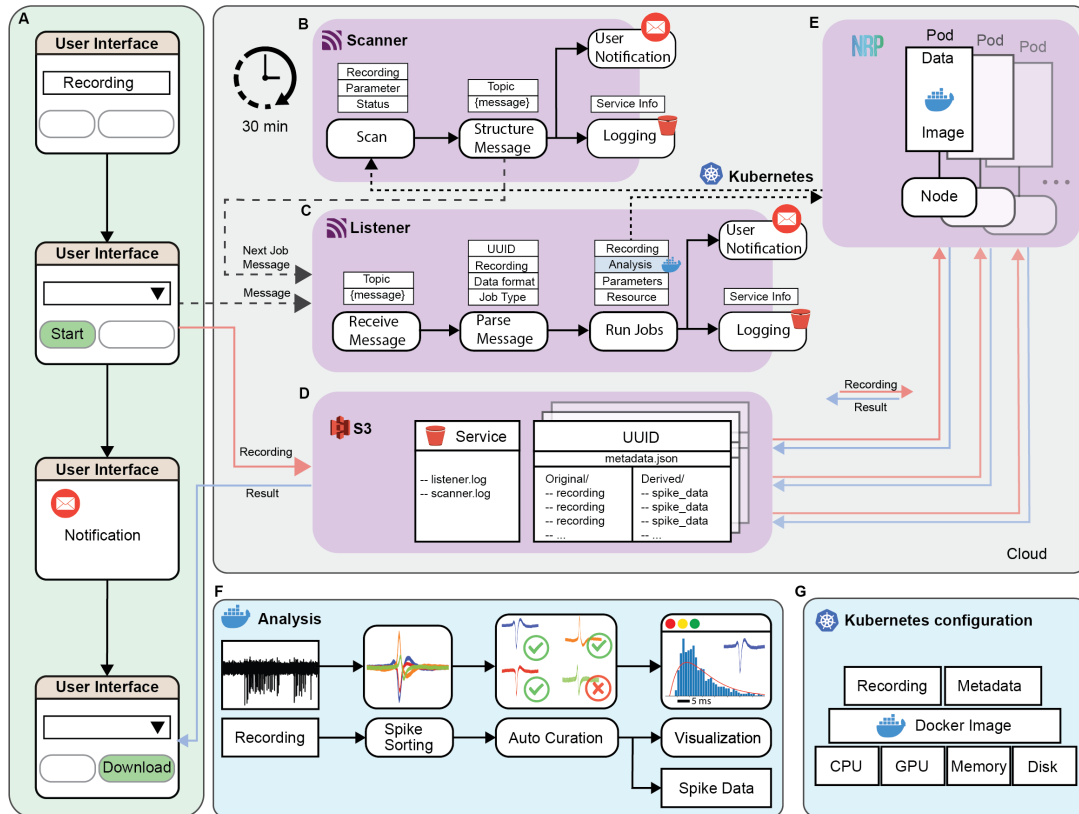 A
User Interface
Recording
User Interface
Start
User Interface
Notification
User Interface
Download
B
Scanner
30 min
Recording
Parameter
Status
Scan
Topic
{message}
Structure
Message
User
Notification
Service Info
Logging
Kubernetes
C
Listener
Next Job
Message
Message
Topic
{message}
Receive
Message
UUID
Recording
Data format
Job Type
Parse
Message
Recording
Analysis
Parameters
Resource
Run Jobs
User
Notification
Service Info
Logging
D
S3
Recording
Result
Service
-- listener.log
-- scanner.log
UUID
metadata.json
Original/
-- recording
-- recording
-- recording
-- ...
Derived/
-- spike_data
-- spike_data
-- spike_data
-- ...
Recording
Result
Cloud
E
NRP
Pod
Pod
Pod
Data
Image
Node
...
F
Analysis
5 ms
Recording
Spike
Sorting
Auto Curation
Visualization
Spike Data
G
Kubernetes configuration
Recording
Metadata
Docker Image
CPU
GPU
Memory
Disk